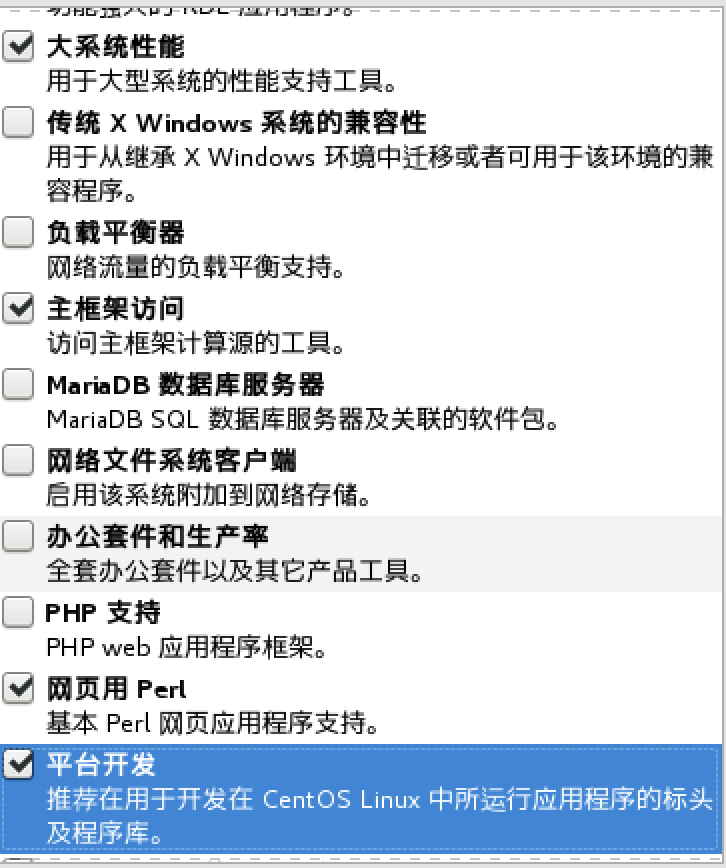 功能强大的 KDE 应用程序。
大系统性能
用于大型系统的性能支持工具。
传统 X Windows 系统的兼容性
用于从继承 X Windows 环境中迁移或者可用于该环境的兼
容程序。
负载平衡器
网络流量的负载平衡支持。
主框架访问
访问主框架计算源的工具。
MariaDB 数据库服务器
MariaDB SQL 数据库服务器及关联的软件包。
网络文件系统客户端
启用该系统附加到网络存储。
办公套件和生产率
全套办公套件以及其它产品工具。
PHP 支持
PHP web 应用程序框架。
网页用 Perl
基本 Perl 网页应用程序支持。
平台开发
推荐在用于开发在 CentOS Linux 中所运行应用程序的标头
及程序库。